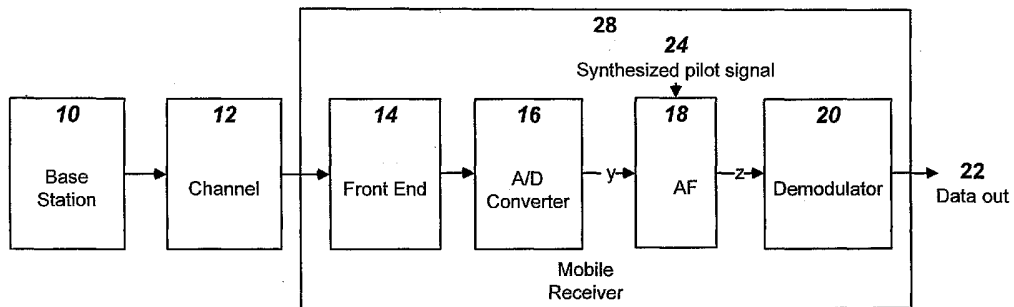 28
24
Synthesized pilot signal
10
12
14
16
18
20
Base
Station
Channel
Front End
A/D
Converter
y
AF
z
Demodulator
22
Data out
Mobile
Receiver